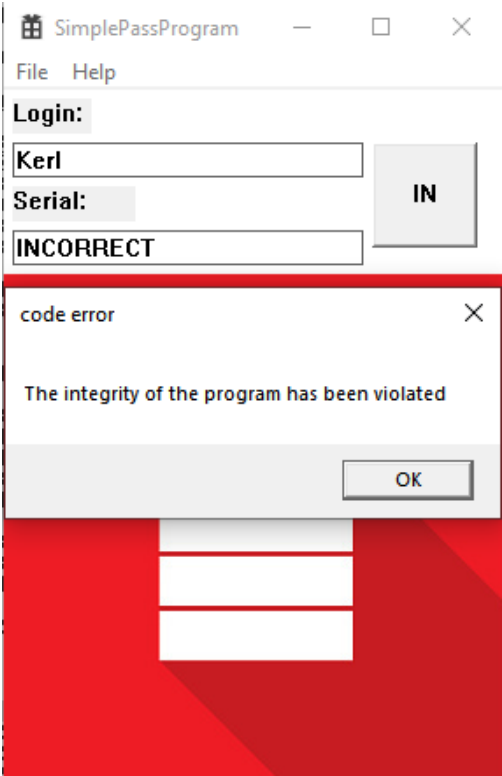 SimplePassProgram
File Help
Login:
Kerl
IN
Serial:
INCORRECT
code error
The integrity of the program has been violated
OK